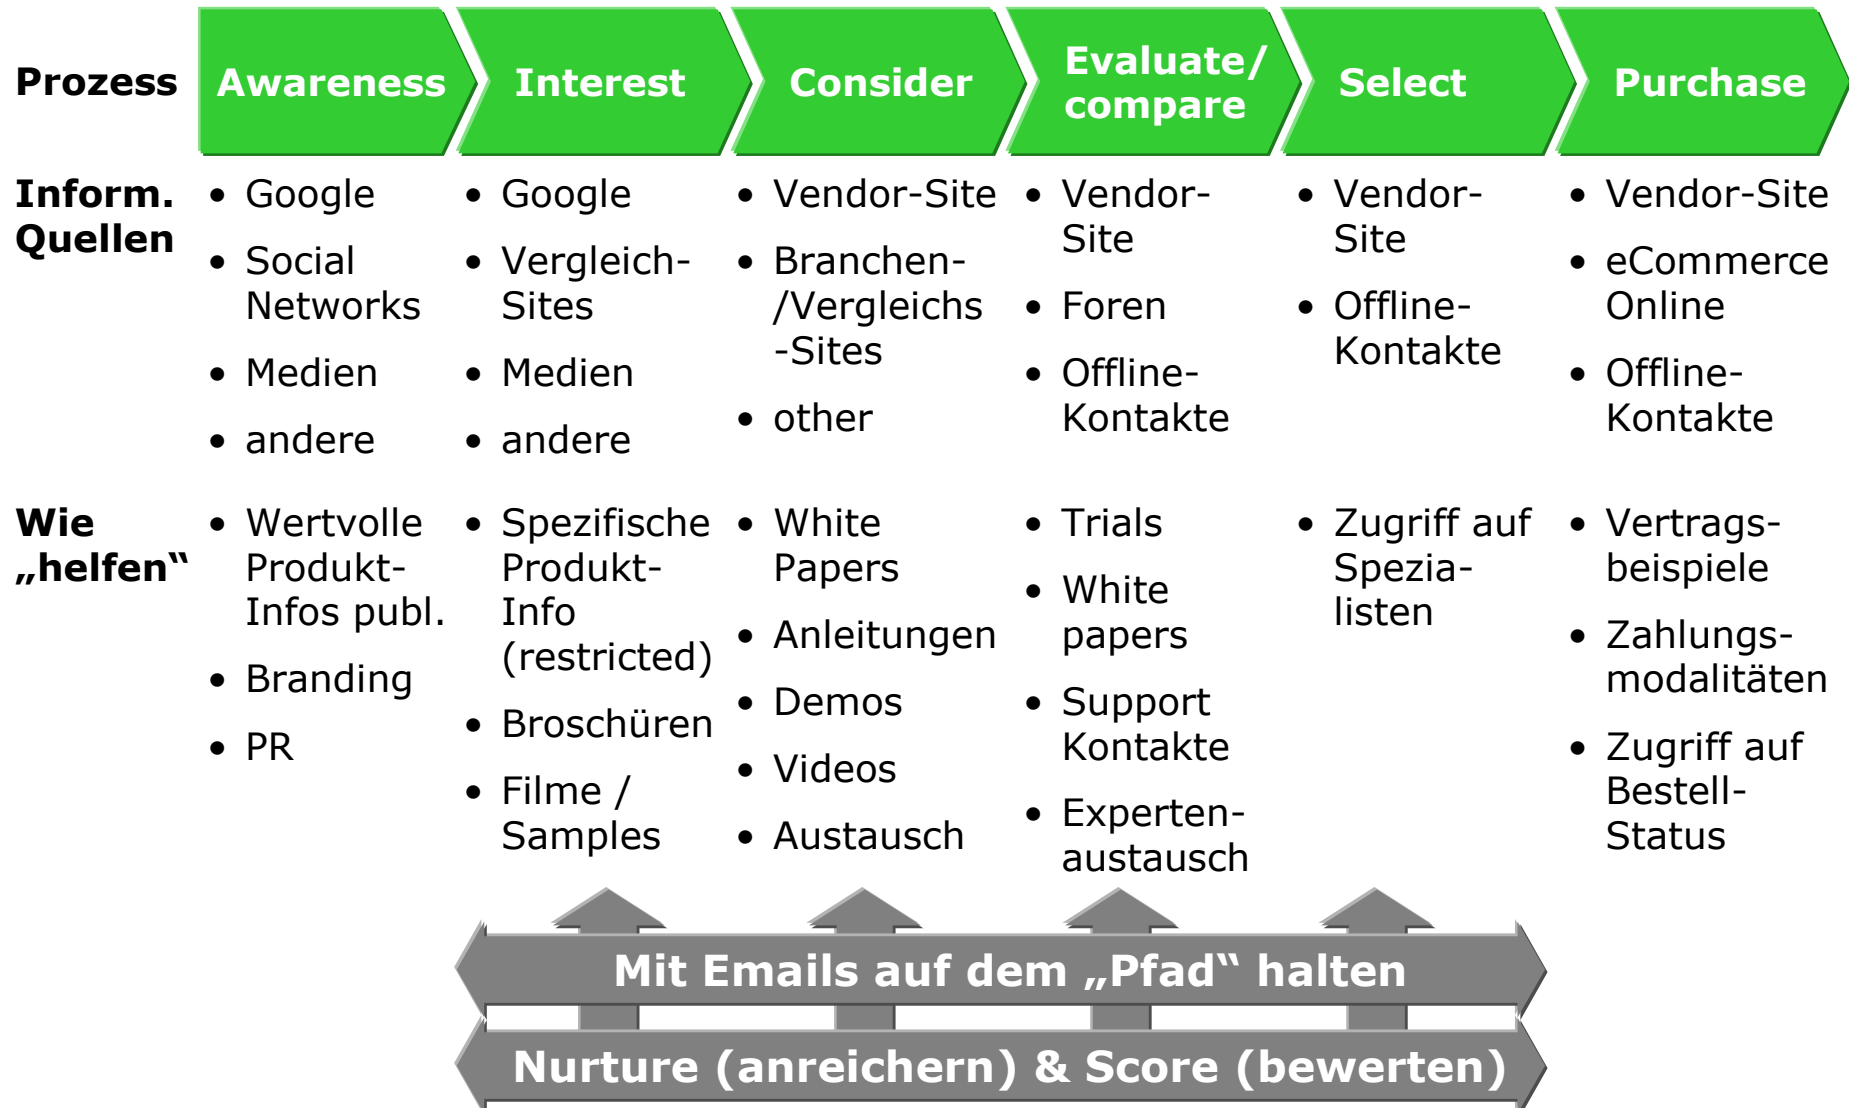 Prozess
Awareness
Interest
Consider
Evaluate/
compare
Select
Purchase
Inform.
Quellen
• Google
• Social
Networks
• Medien
• andere
• Google
• Vergleich-
Sites
• Medien
• andere
• Vendor-Site
• Branchen-
/Vergleichs
-Sites
• other
• Vendor-
Site
• Foren
• Offline-
Kontakte
• Vendor-
Site
• Offline-
Kontakte
• Vendor-Site
• eCommerce
Online
• Offline-
Kontakte
Wie
„helfen“
• Wertvolle
Produkt-
Infos publ.
• Branding
• PR
• Spezifische
Produkt-
Info
(restricted)
• Broschüren
• Filme /
Samples
• White
Papers
• Anleitungen
• Demos
• Videos
• Austausch
• Trials
• White
papers
• Support
Kontakte
• Experten-
austausch
• Zugriff auf
Spezia-
listen
• Vertrags-
beispiele
• Zahlungs-
modalitäten
• Zugriff auf
Bestell-
Status
Mit Emails auf dem „Pfad“ halten
Nurture (anreichern) & Score (bewerten)